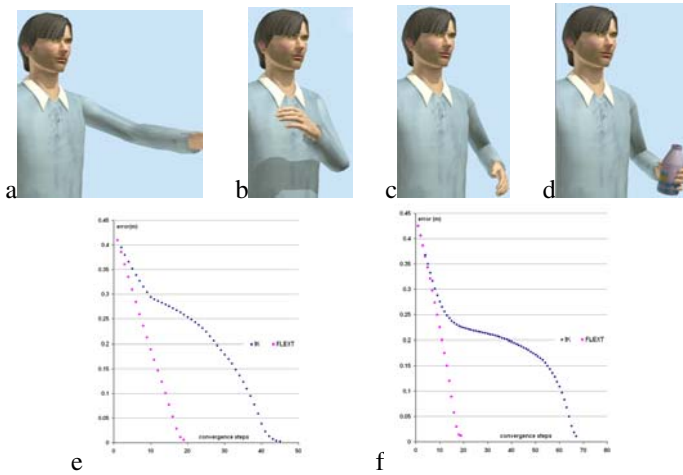 a b c d
error(m)
0.45
0.4
0.35
0.3
0.25
0.2
0.15
0.1
0.05
0
IK FLEXT
convergence steps
0 10 20 30 40 50
e
error (m)
0.45
0.4
0.35
0.3
0.25
0.2
0.15
0.1
0.05
0
IK FLEXT
convergence steps
0 10 20 30 40 50 60 70 80
f